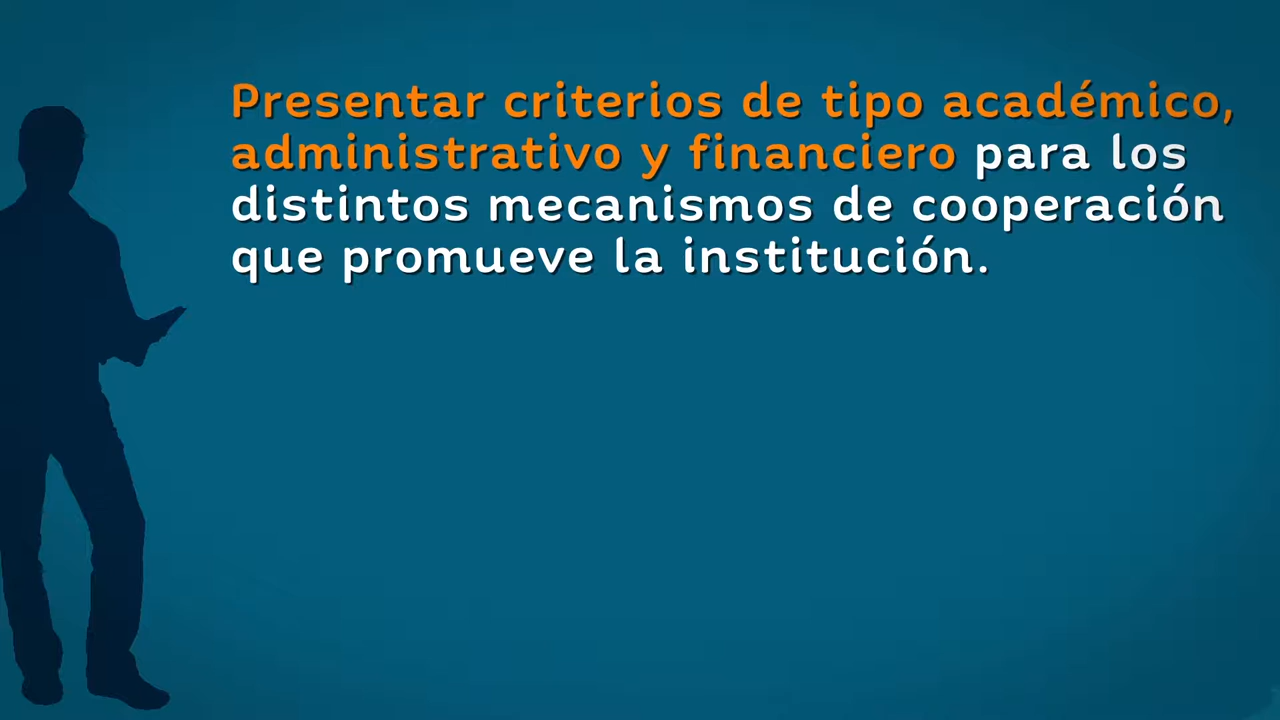 Presentar criterios de tipo académico,
administrativo y financiero para los
distintos mecanismos de cooperación
que promueve la institución.